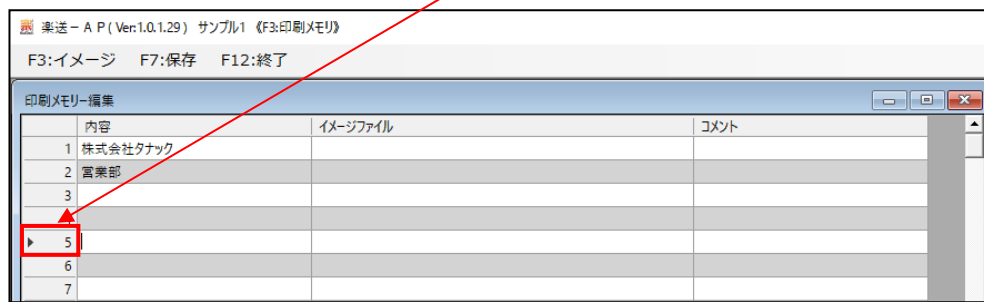 楽送－ＡＰ( Ver:1.0.1.29 ) サンプル1 《F3:印刷メモリ》
F3:イメージ F7:保存 F12:終了
印刷メモリー編集
内容 イメージファイル コメント
1 株式会社タナック
2 営業部
3
5
6
7